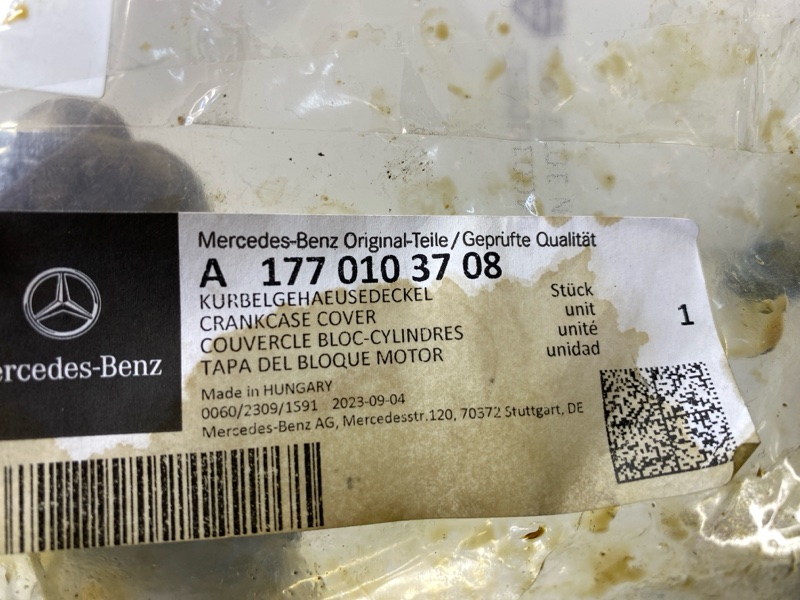 Mercedes-Benz Original-Teile/Geprüfte Qualität
A 177 010 37 08
KURBELGEHAEUSEDECKEL
CRANKCASE COVER
COUVERCLE BLOC-CYLINDRES
TAPA DEL BLOQUE MOTOR
Stück
unit
unité
unidad
1
ercedes-Benz
Made in HUNGARY
0060/2309/1591 2023-09-04
Mercedes-Benz AG, Mercedesstr.120, 70372 Stuttgart, DE